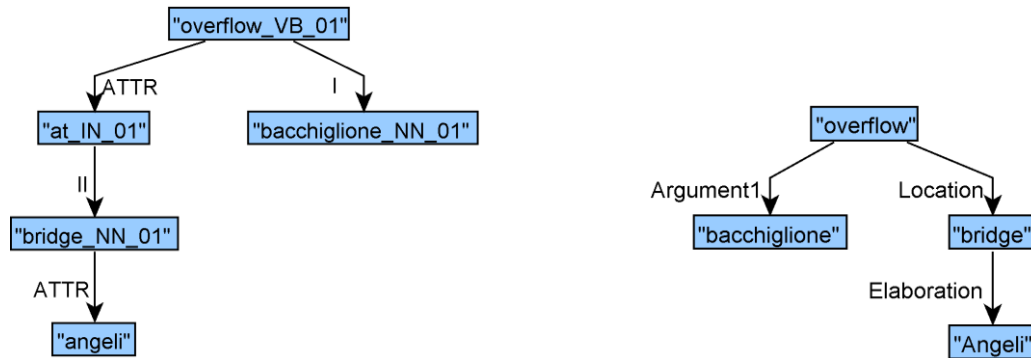 "overflow_VB_01"
ATTR
I
"at_IN_01"
"bacchiglione_NN_01"
II
"bridge_NN_01"
ATTR
"angeli"
"overflow"
Argument1
Location
"bacchiglione"
"bridge"
Elaboration
"Angeli"